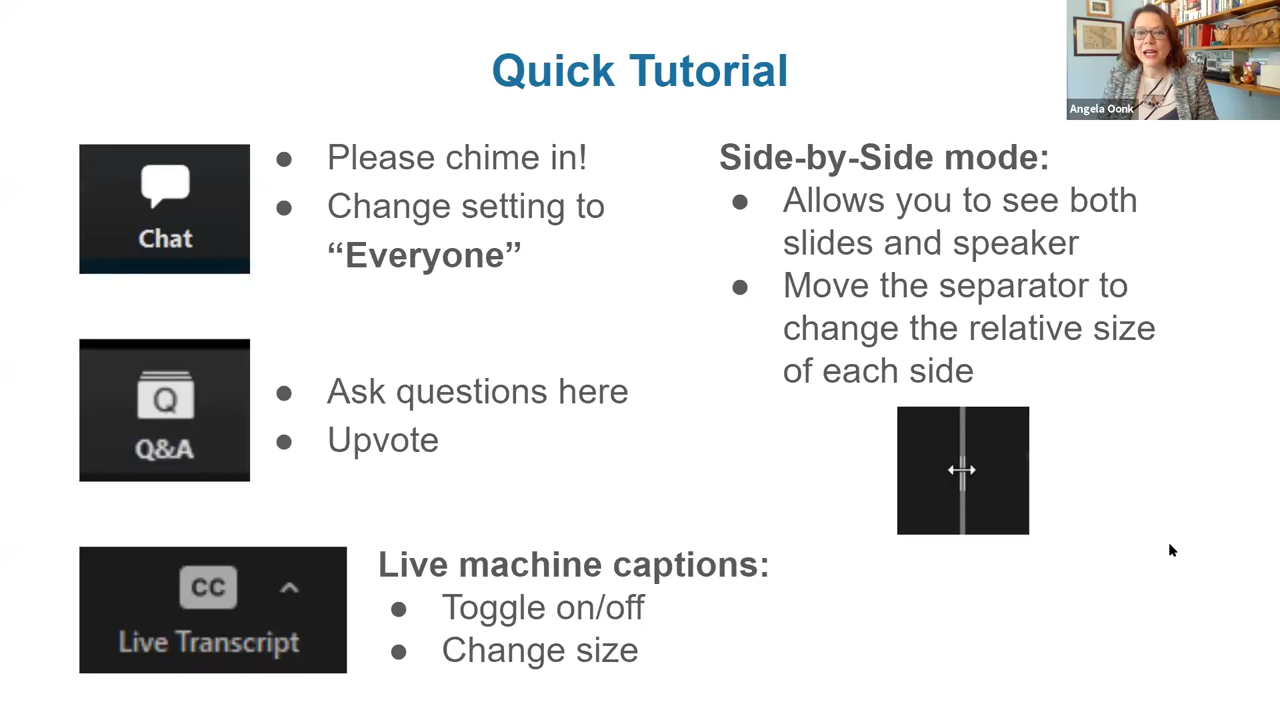 Quick Tutorial
Angela Oonk
Chat
● Please chime in!
● Change setting to
“Everyone”
Q
Q&A
● Ask questions here
● Upvote
CC
Live Transcript
Live machine captions:
● Toggle on/off
● Change size
Side-by-Side mode:
● Allows you to see both
slides and speaker
● Move the separator to
change the relative size
of each side